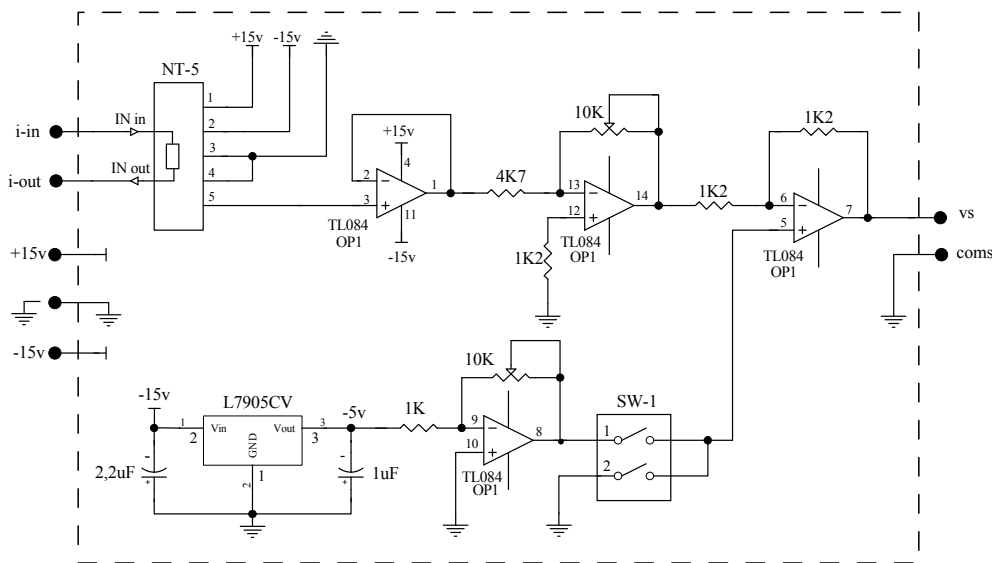 +15v
-15v
NT-5
1
2
3
4
5
i-in
IN in
i-out
IN out
+15v
-15v
+15v
4
2
1
3
11
TL084
OP1
-15v
4K7
10K
13
14
12
TL084
OP1
1K2
1K2
1K2
6
7
5
TL084
OP1
vs
coms
-15v
L7905CV
1
2
Vin
Vout
GND
3
3
-5v
2
1
-
2,2uF
+
-
1uF
+
1K
10K
9
8
10
TL084
OP1
SW-1
1
2